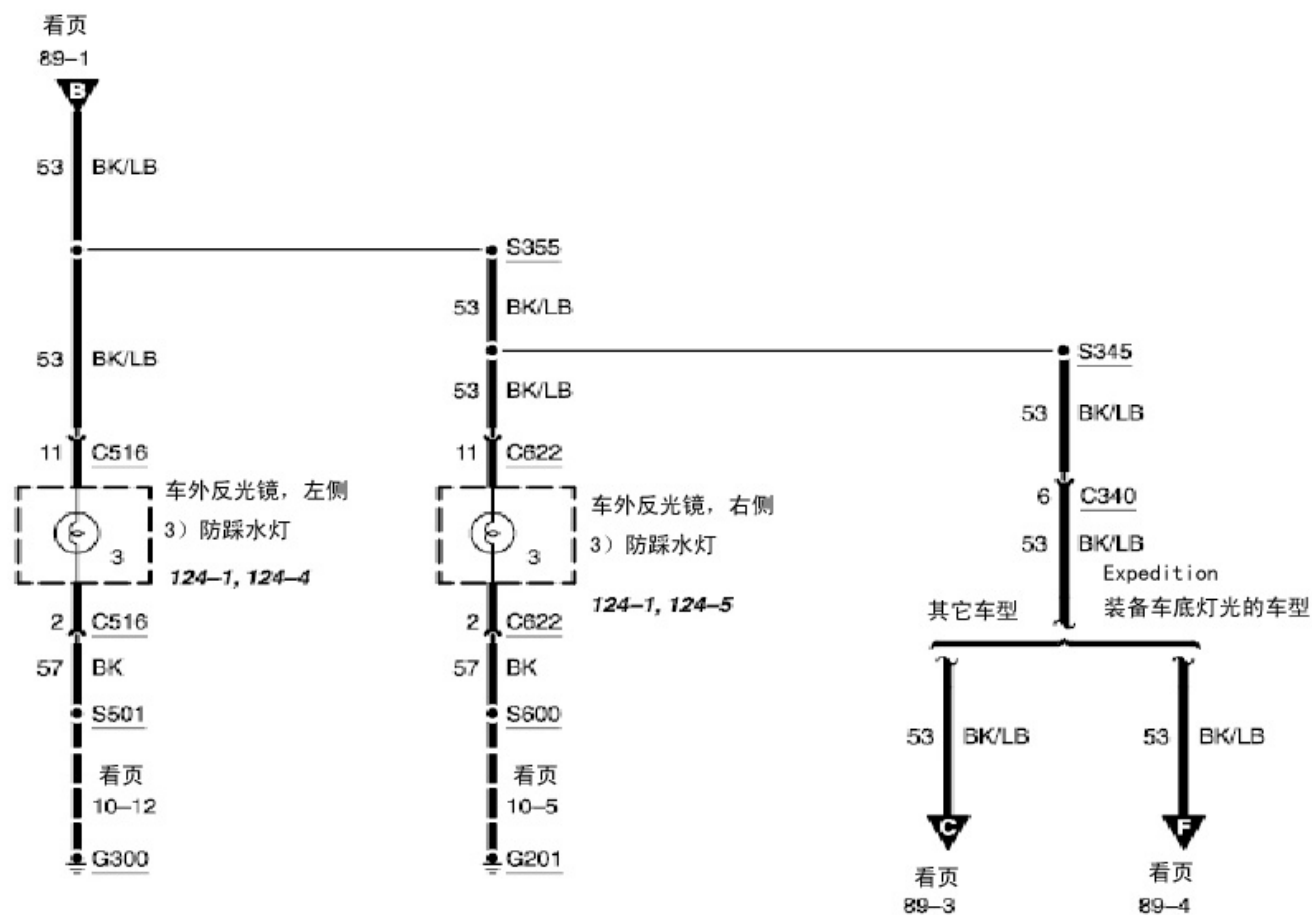 看页
89–1
B
53 BK/LB
S355
53 BK/LB
53 BK/LB
S345
53 BK/LB
53 BK/LB
11 C516
11 C622
6 C340
车外反光镜，左侧
3）防踩水灯
3
124–1, 124–4
车外反光镜，右侧
3）防踩水灯
3
124–1, 124–5
53 BK/LB
Expedition
其它车型
装备车底灯光的车型
2 C516
2 C622
57 BK
57 BK
S501
S600
53 BK/LB
53 BK/LB
看页
10–12
看页
10–5
G300
G201
C
F
看页
89–3
看页
89–4